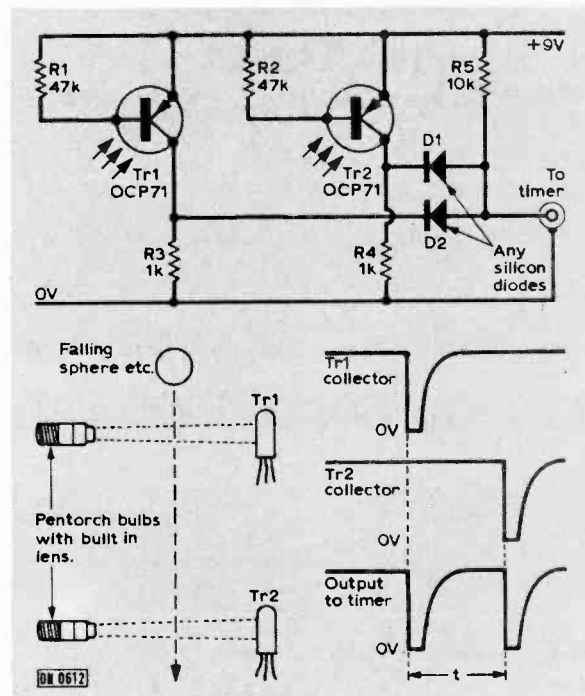 +9V
R1
47k
R2
47k
R5
10k
D1
Tr1
OCP71
Tr2
OCP71
To
timer
D2
R3
1k
R4
1k
Any
silicon
diodes
0V
Falling
sphere etc.
Tr1
Tr1
collector
0V
Pentorch bulbs
with built in
lens.
Tr2
collector
0V
Tr2
Output
to timer
0V
t
DN 0612